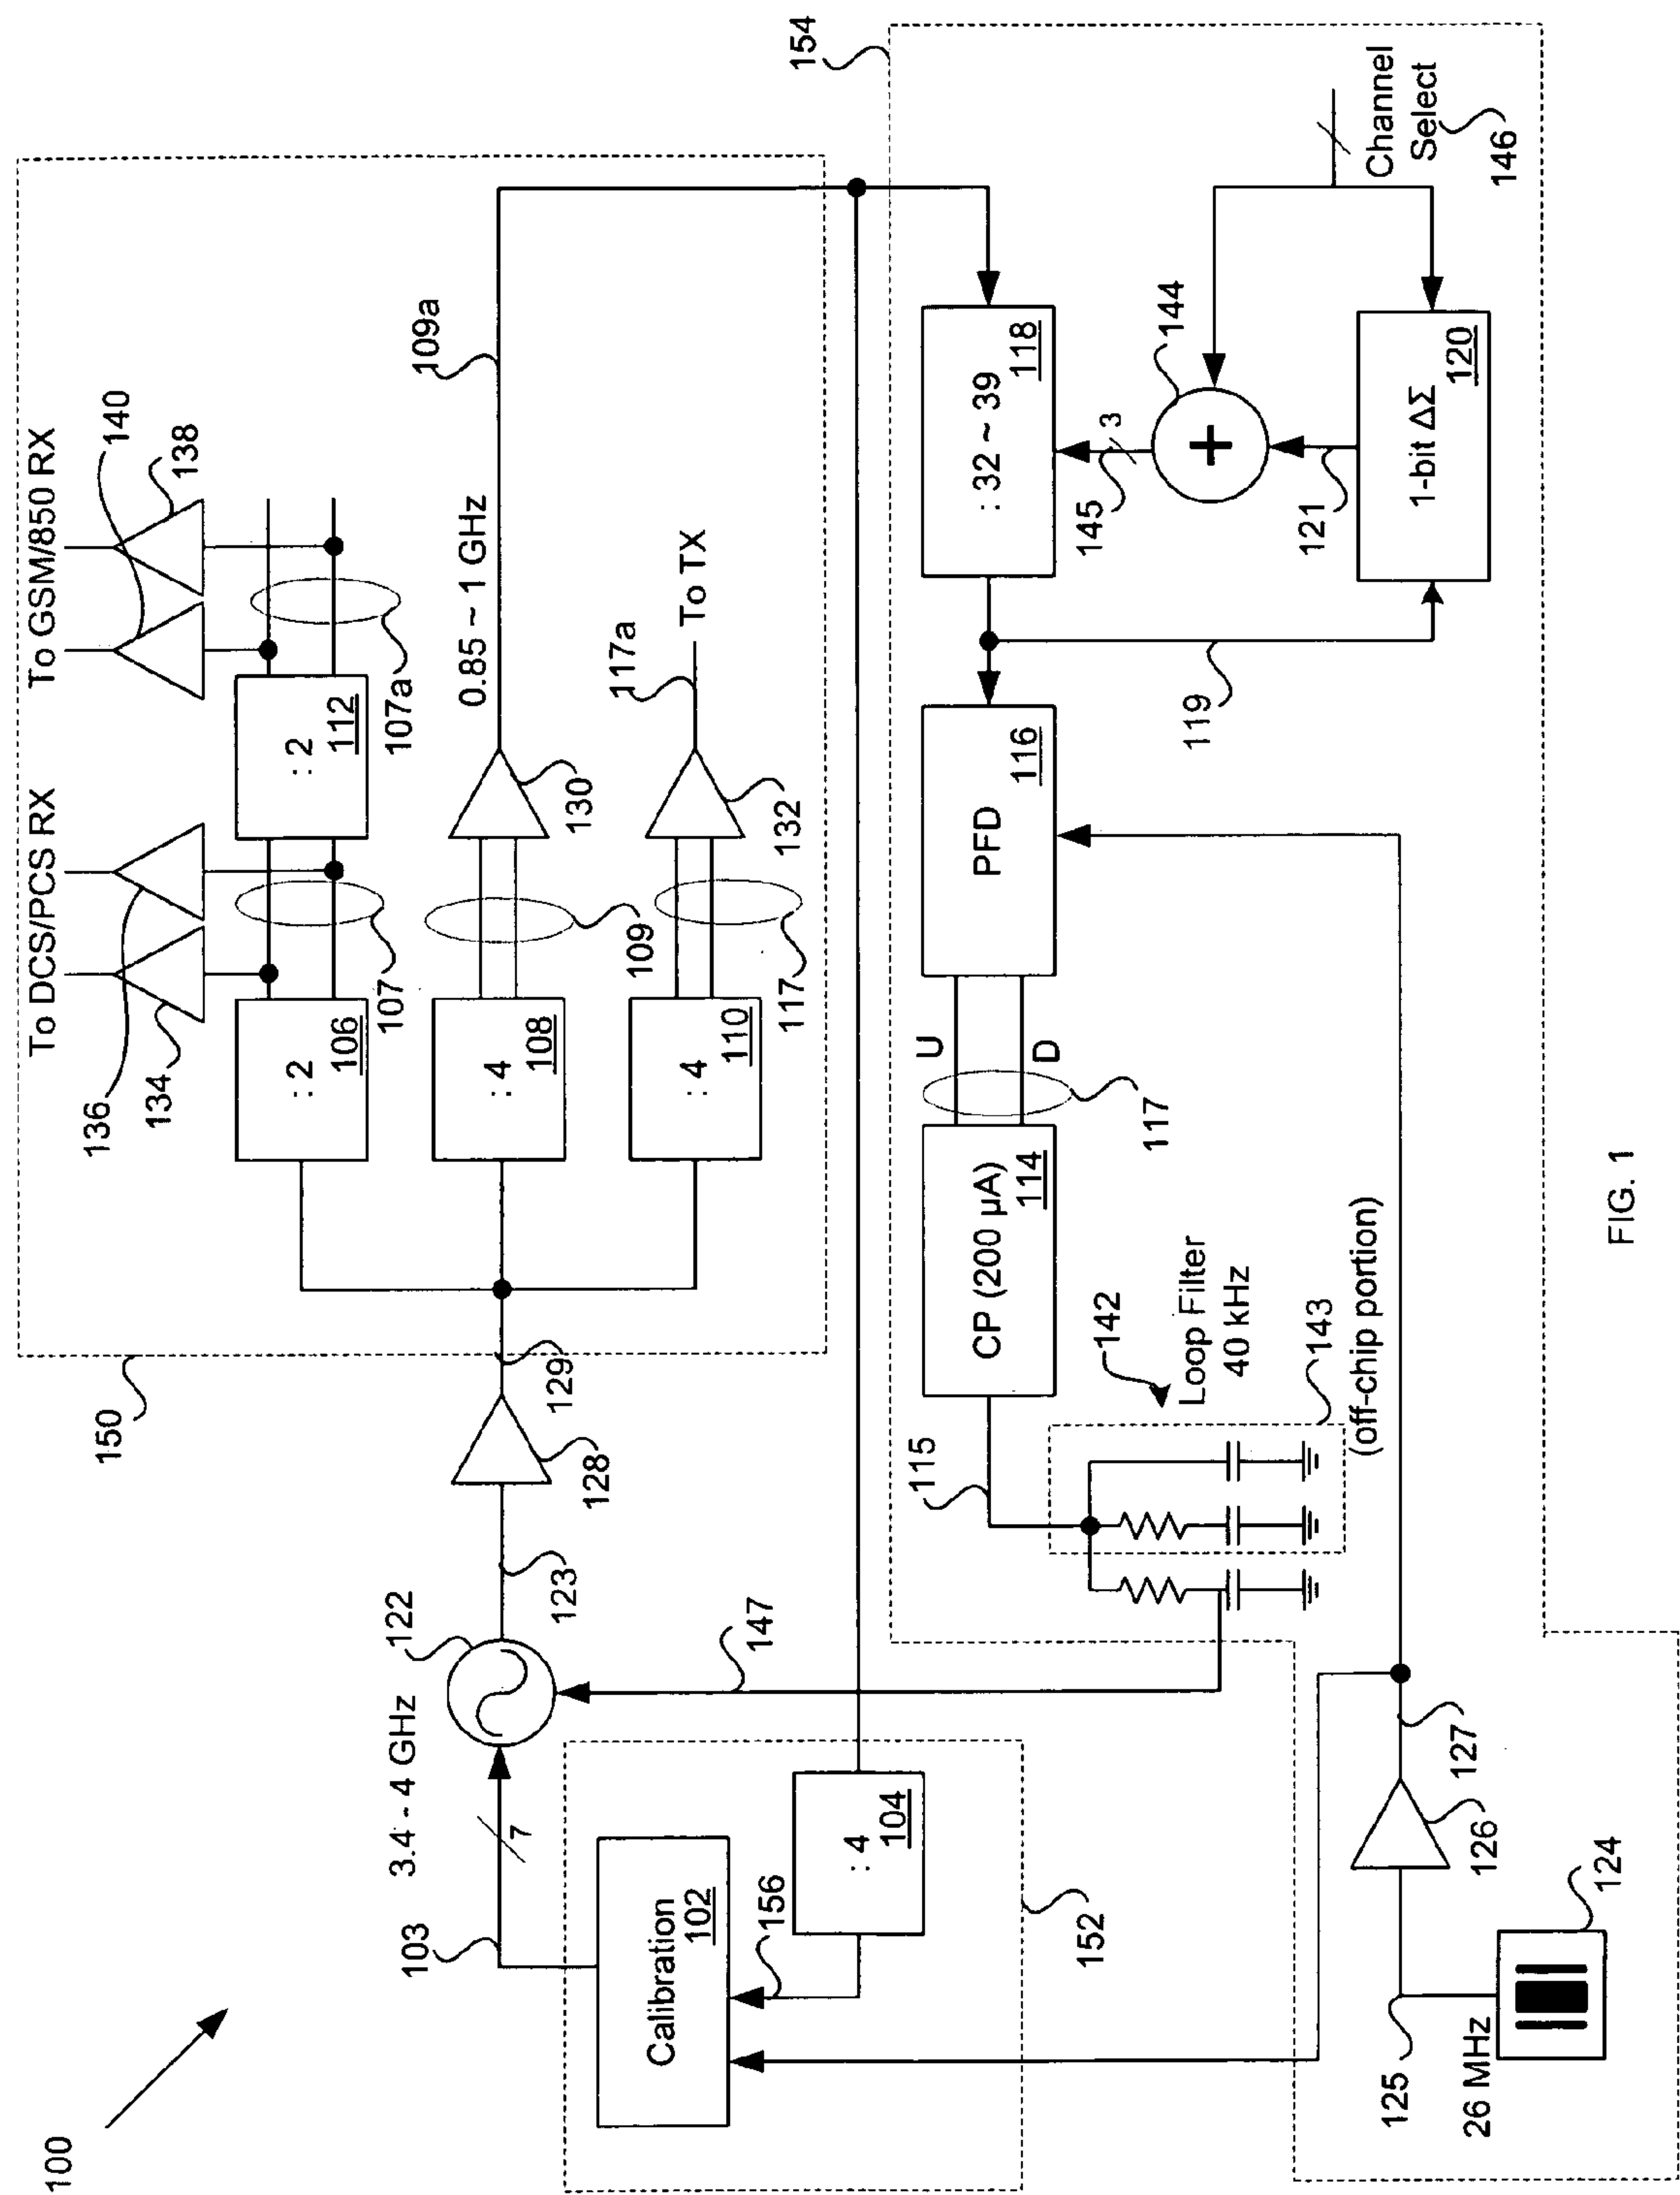 100
150
To DCS/PCS RX
To GSM/850 RX
136
134
140
138
: 2
106
107
: 2
112
107a
3.4 - 4 GHz
122
103
7
123
128
129
: 4
108
109
130
0.85 ~ 1 GHz
109a
: 4
110
117
132
117a
To TX
Calibration
102
156
: 4
104
152
147
154
115
CP (200 µA)
114
U
D
117
PFD
116
: 32 ~ 39
118
119
145
3
144
121
1-bit ΔΣ
120
Channel
Select
146
142
Loop Filter
40 kHz
143
(off-chip portion)
125
26 MHz
124
126
127
FIG. 1